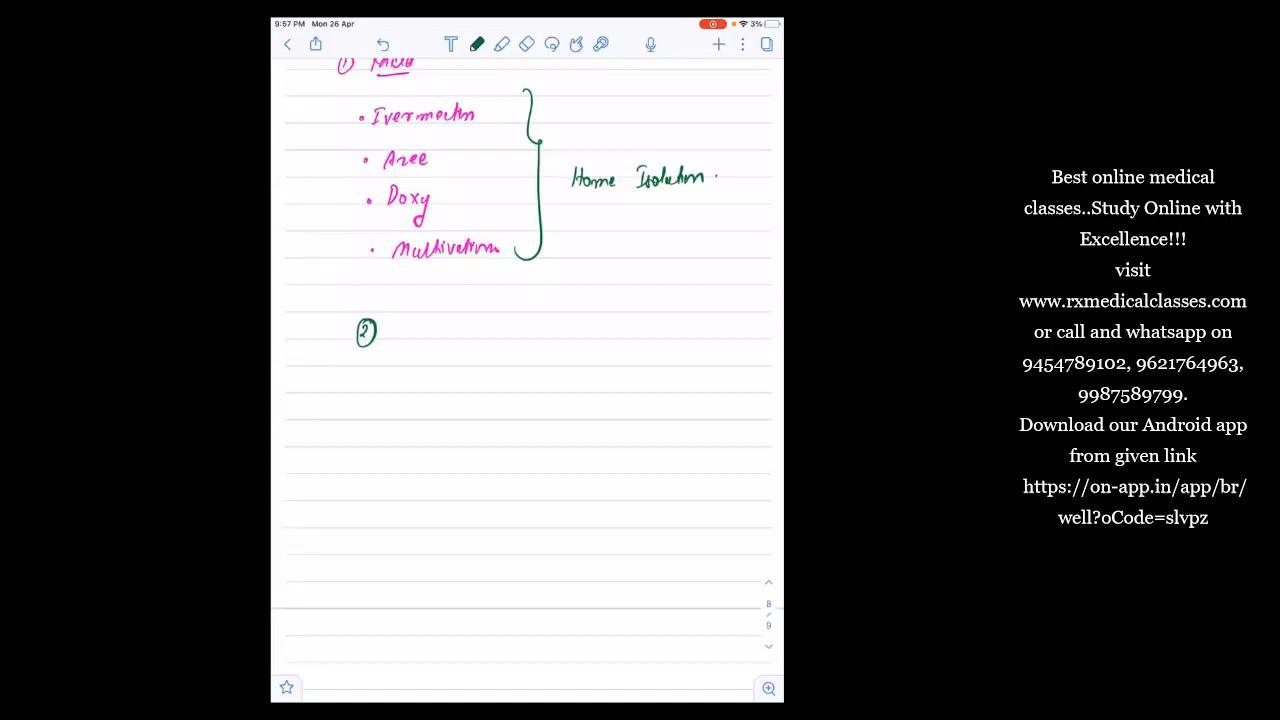 9:57 PM Mon 26 Apr
3%
① Mild
• Ivermectin
• Azee
• Doxy
• Multivitamin
Home Isolation.
②
8
9
Best online medical
classes..Study Online with
Excellence!!!
visit
www.rxmedicalclasses.com
or call and whatsapp on
9454789102, 9621764963,
9987589799.
Download our Android app
from given link
https://on-app.in/app/br/
well?oCode=slvpz